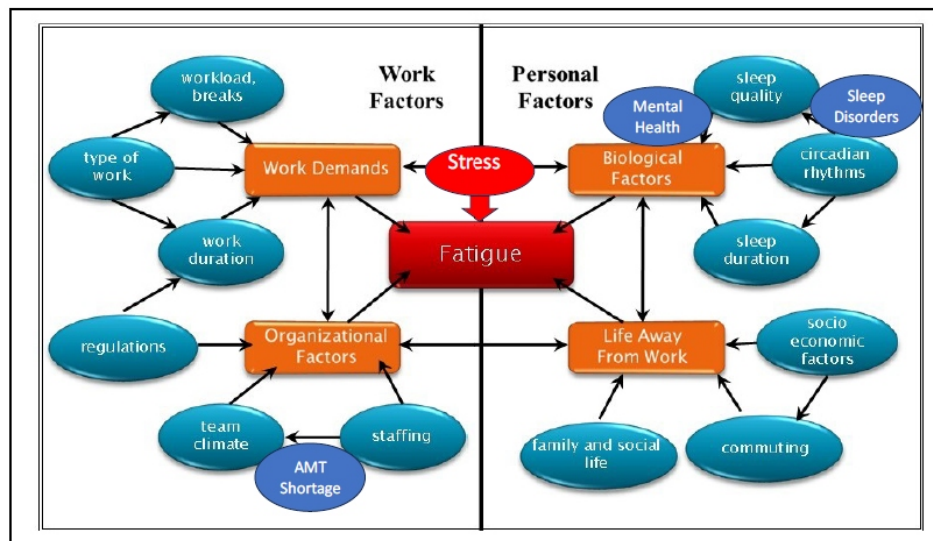 Work
Factors
Personal
Factors
workload,
breaks
type of
work
Work Demands
work
duration
regulations
Organizational
Factors
team
climate
staffing
AMT
Shortage
Stress
Fatigue
Mental
Health
sleep
quality
Sleep
Disorders
Biological
Factors
circadian
rhythms
sleep
duration
Life Away
From Work
socio
economic
factors
family and social
life
commuting